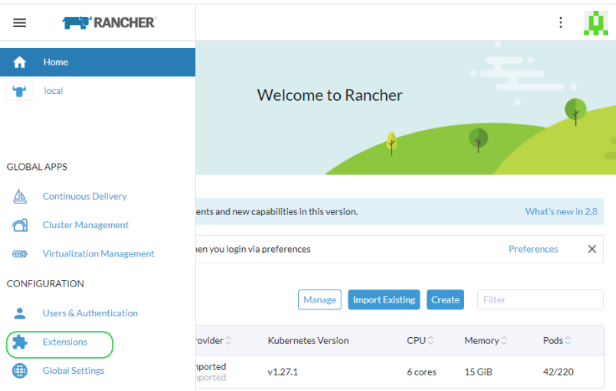 RANCHER
Home
local
Welcome to Rancher
GLOBAL APPS
Continuous Delivery
Cluster Management
ents and new capabilities in this version. What's new in 2.8
Virtualization Management
en you login via preferences Preferences
CONFIGURATION
Users & Authentication
Manage Import Existing Create Filter
Extensions
rovider Kubernetes Version CPU Memory Pods
Global Settings
nported v1.27.1 6 cores 15 GiB 42/220
nported